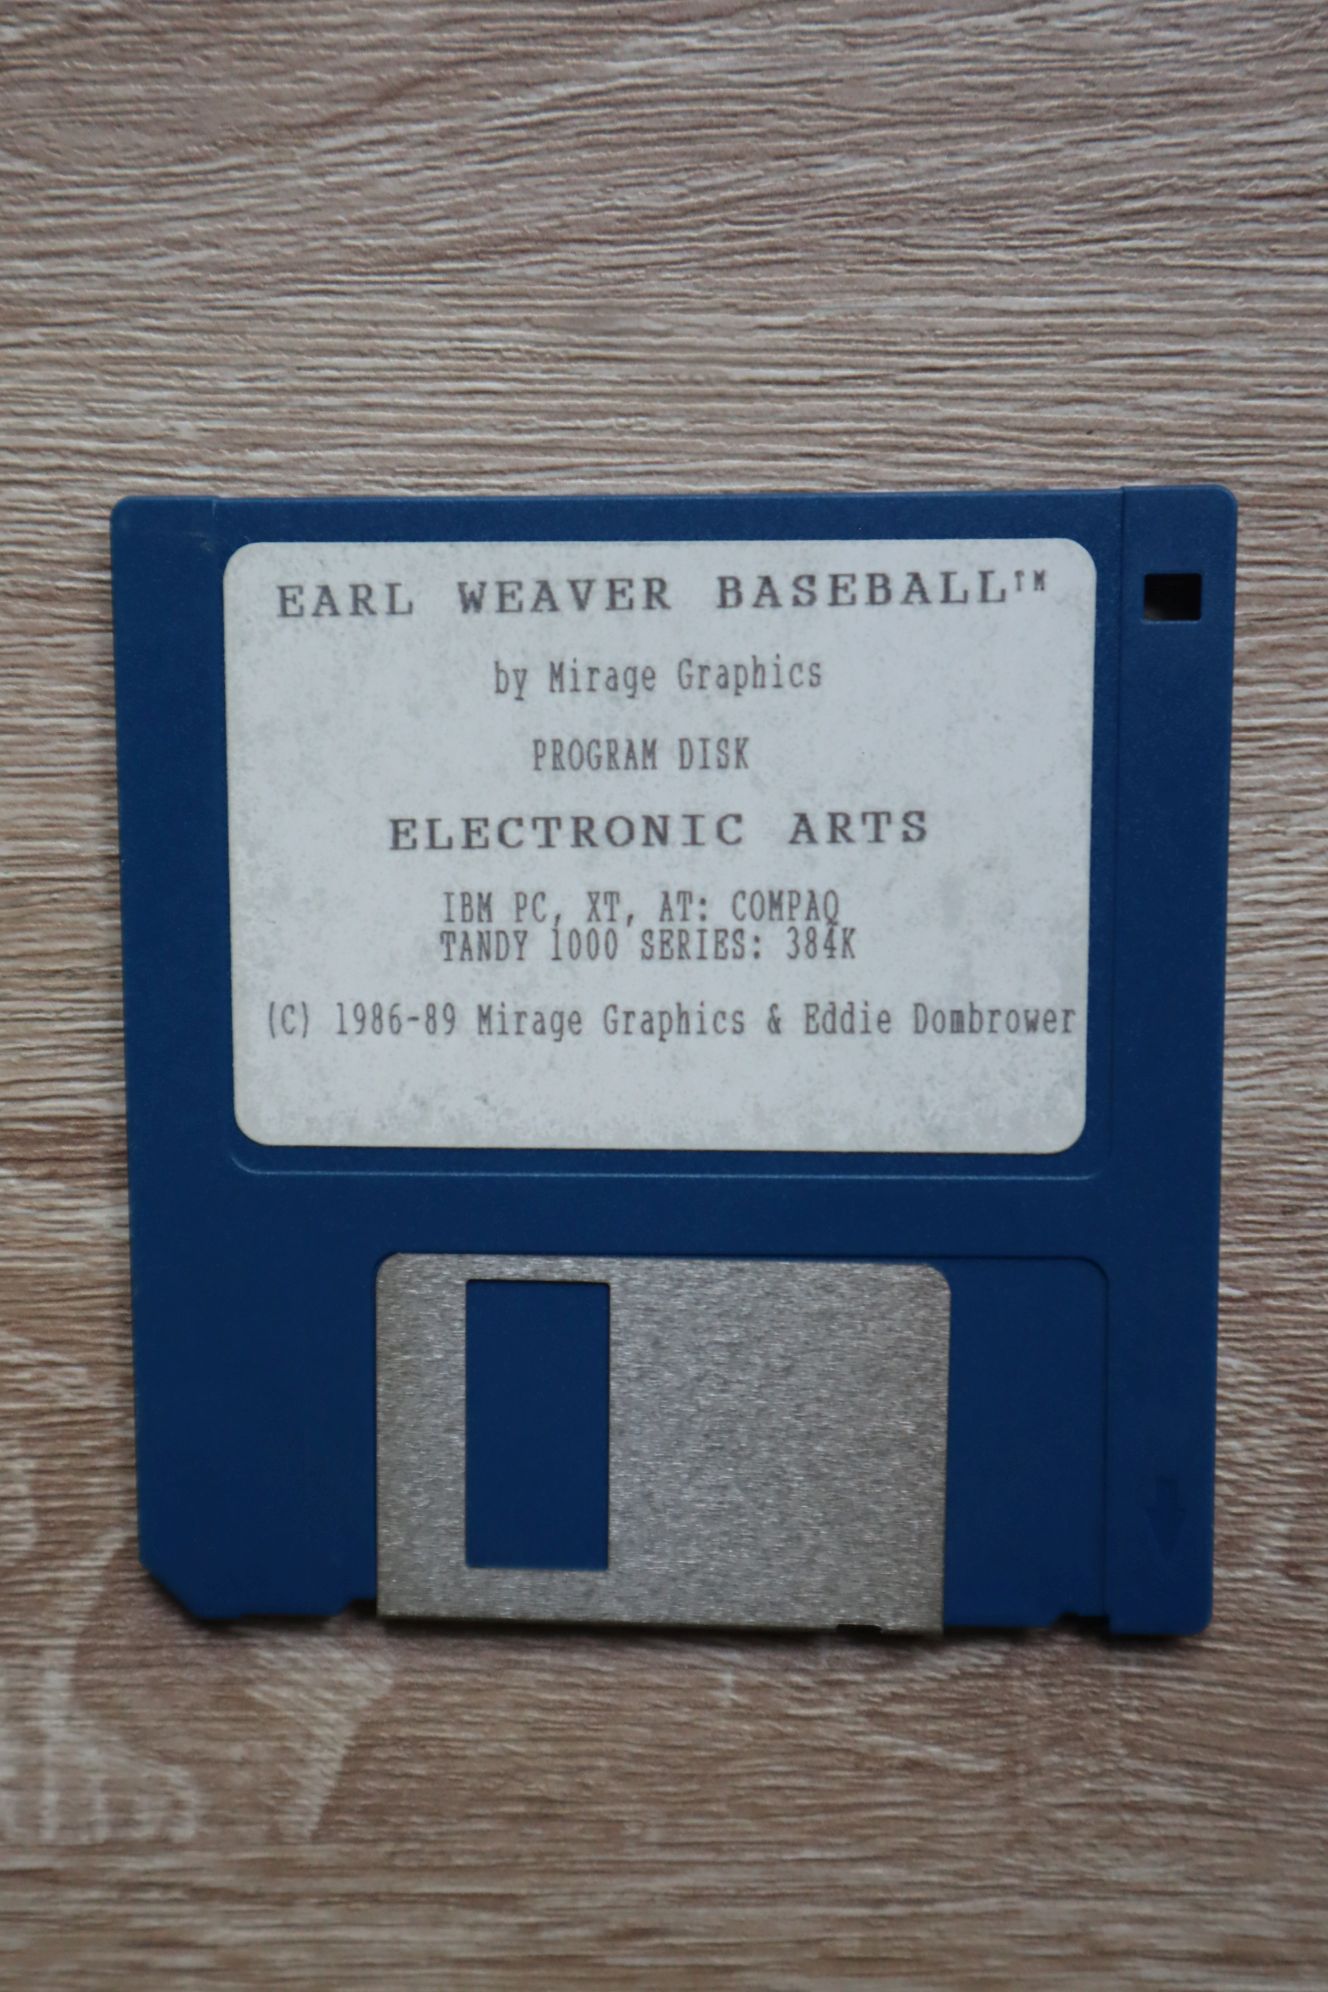 EARL WEAVER BASEBALL™
by Mirage Graphics
PROGRAM DISK
ELECTRONIC ARTS
IBM PC, XT, AT: COMPAQ
TANDY 1000 SERIES: 384K
(C) 1986-89 Mirage Graphics & Eddie Dombrower